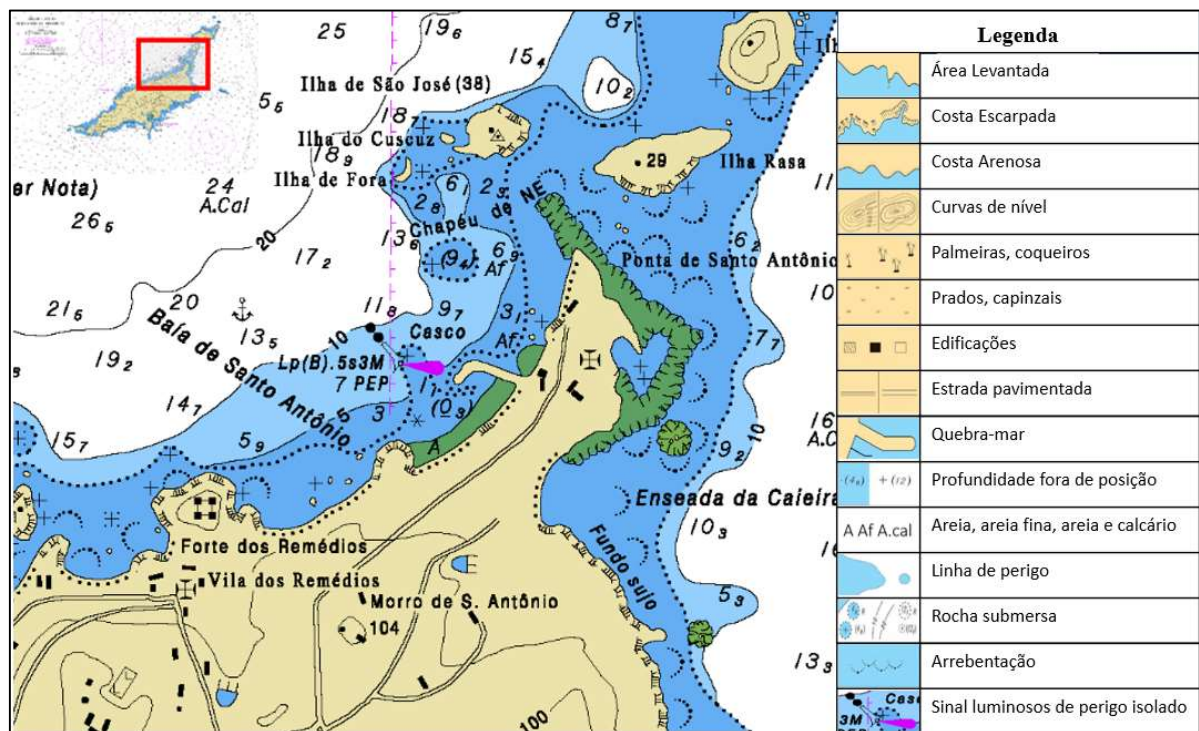 25
19 6
8 7
15 4
10 2
Ilha de São José (38)
5 5
18 7
Ilha do Cuscuz
18 9
29
Ilha Rasa
er Nota)
24
A.Cal
Ilha de Fora
6 1
2 3
11
2 8
Chapéu de NE
26 5
20
13 6
6 2
17 2
(9 4)
6 9
Af
Ponta de Santo Antônio
10
21 6
20
13 5
11 8
9 7
3 1
Baía de Santo Antônio
10
Casco
Af
7 7
19 2
Lp(B).5s3M
7 PEP
1 1
(0 3)
14 1
3
5
16
A.C
15 7
5 9
A
9 2
10
Enseada da Caieira
10 3
Forte dos Remédios
Fundo sujo
Vila dos Remédios
Morro de S. Antônio
5 3
104
13 3
100
Legenda
Área Levantada
Costa Escarpada
Costa Arenosa
Curvas de nível
Palmeiras, coqueiros
Prados, capinzais
Edificações
Estrada pavimentada
Quebra-mar
(4 6) + (12) Profundidade fora de posição
A Af A.cal Areia, areia fina, areia e calcário
Linha de perigo
Rocha submersa
Arrebentação
3M Sinal luminosos de perigo isolado